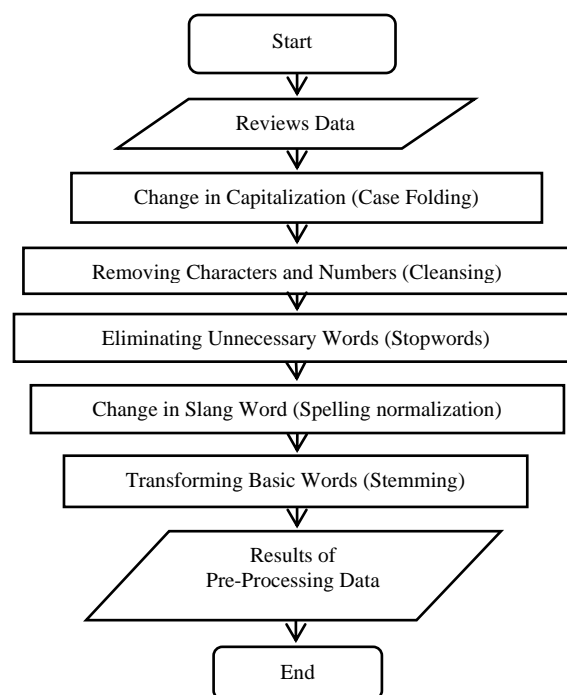 Start
Reviews Data
Change in Capitalization (Case Folding)
Removing Characters and Numbers (Cleansing)
Eliminating Unnecessary Words (Stopwords)
Change in Slang Word (Spelling normalization)
Transforming Basic Words (Stemming)
Results of
Pre-Processing Data
End